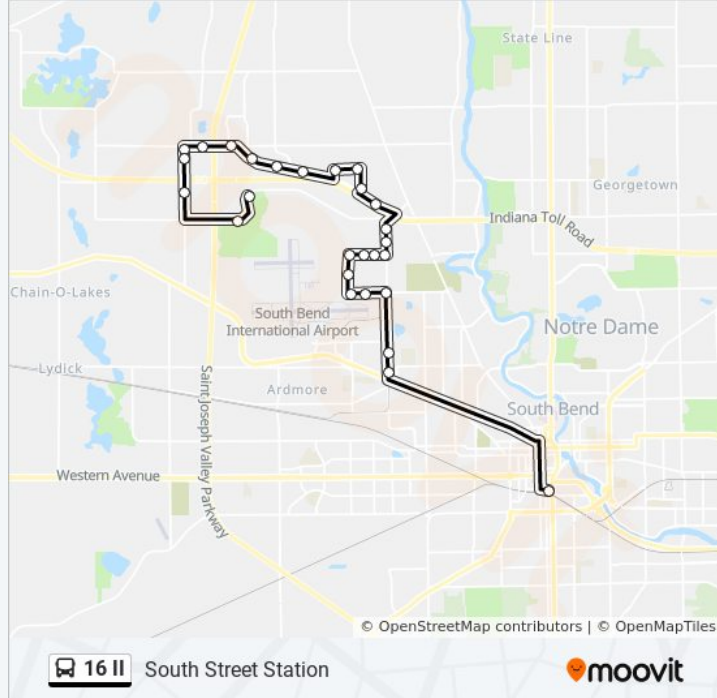 State Line
Georgetown
Indiana Toll Road
Chain-O-Lakes
South Bend
International Airport
Notre Dame
Lydick
Ardmore
Saint Joseph Valley Parkway
South Bend
Western Avenue
© OpenStreetMap contributors | © OpenMapTiles
16 II South Street Station
moovit